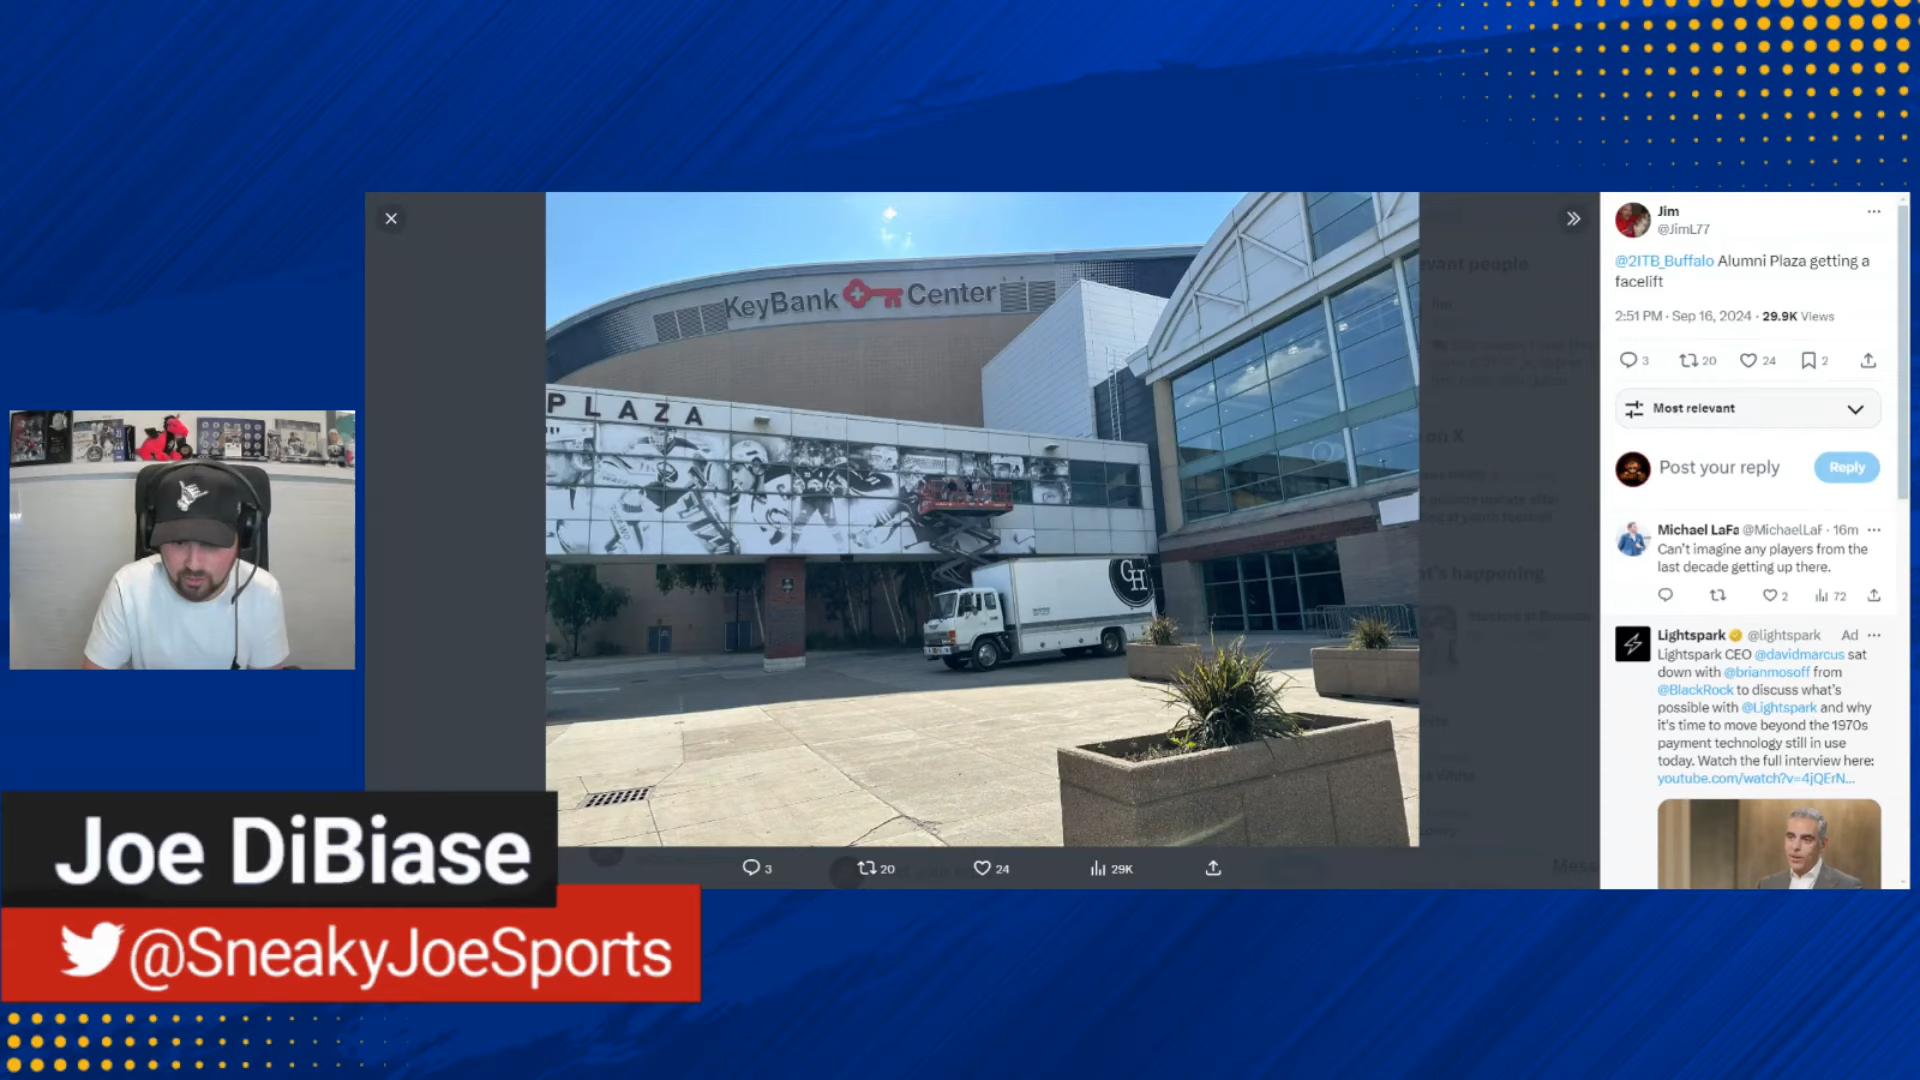 KeyBank Center
PLAZA
GH
3
20
24
29K
Jim
@JimL77
@2ITB_Buffalo Alumni Plaza getting a
facelift
2:51 PM · Sep 16, 2024 · 29.9K Views
3 20 24 2
Most relevant
Post your reply
Reply
Michael LaFa @MichaelLaF · 16m
Can't imagine any players from the
last decade getting up there.
2 72
Lightspark @lightspark Ad
Lightspark CEO @davidmarcus sat
down with @brianmosoff from
@BlackRock to discuss what's
possible with @Lightspark and why
it's time to move beyond the 1970s
payment technology still in use
today. Watch the full interview here:
youtube.com/watch?v=4jQErN...
Joe DiBiase
@SneakyJoeSports